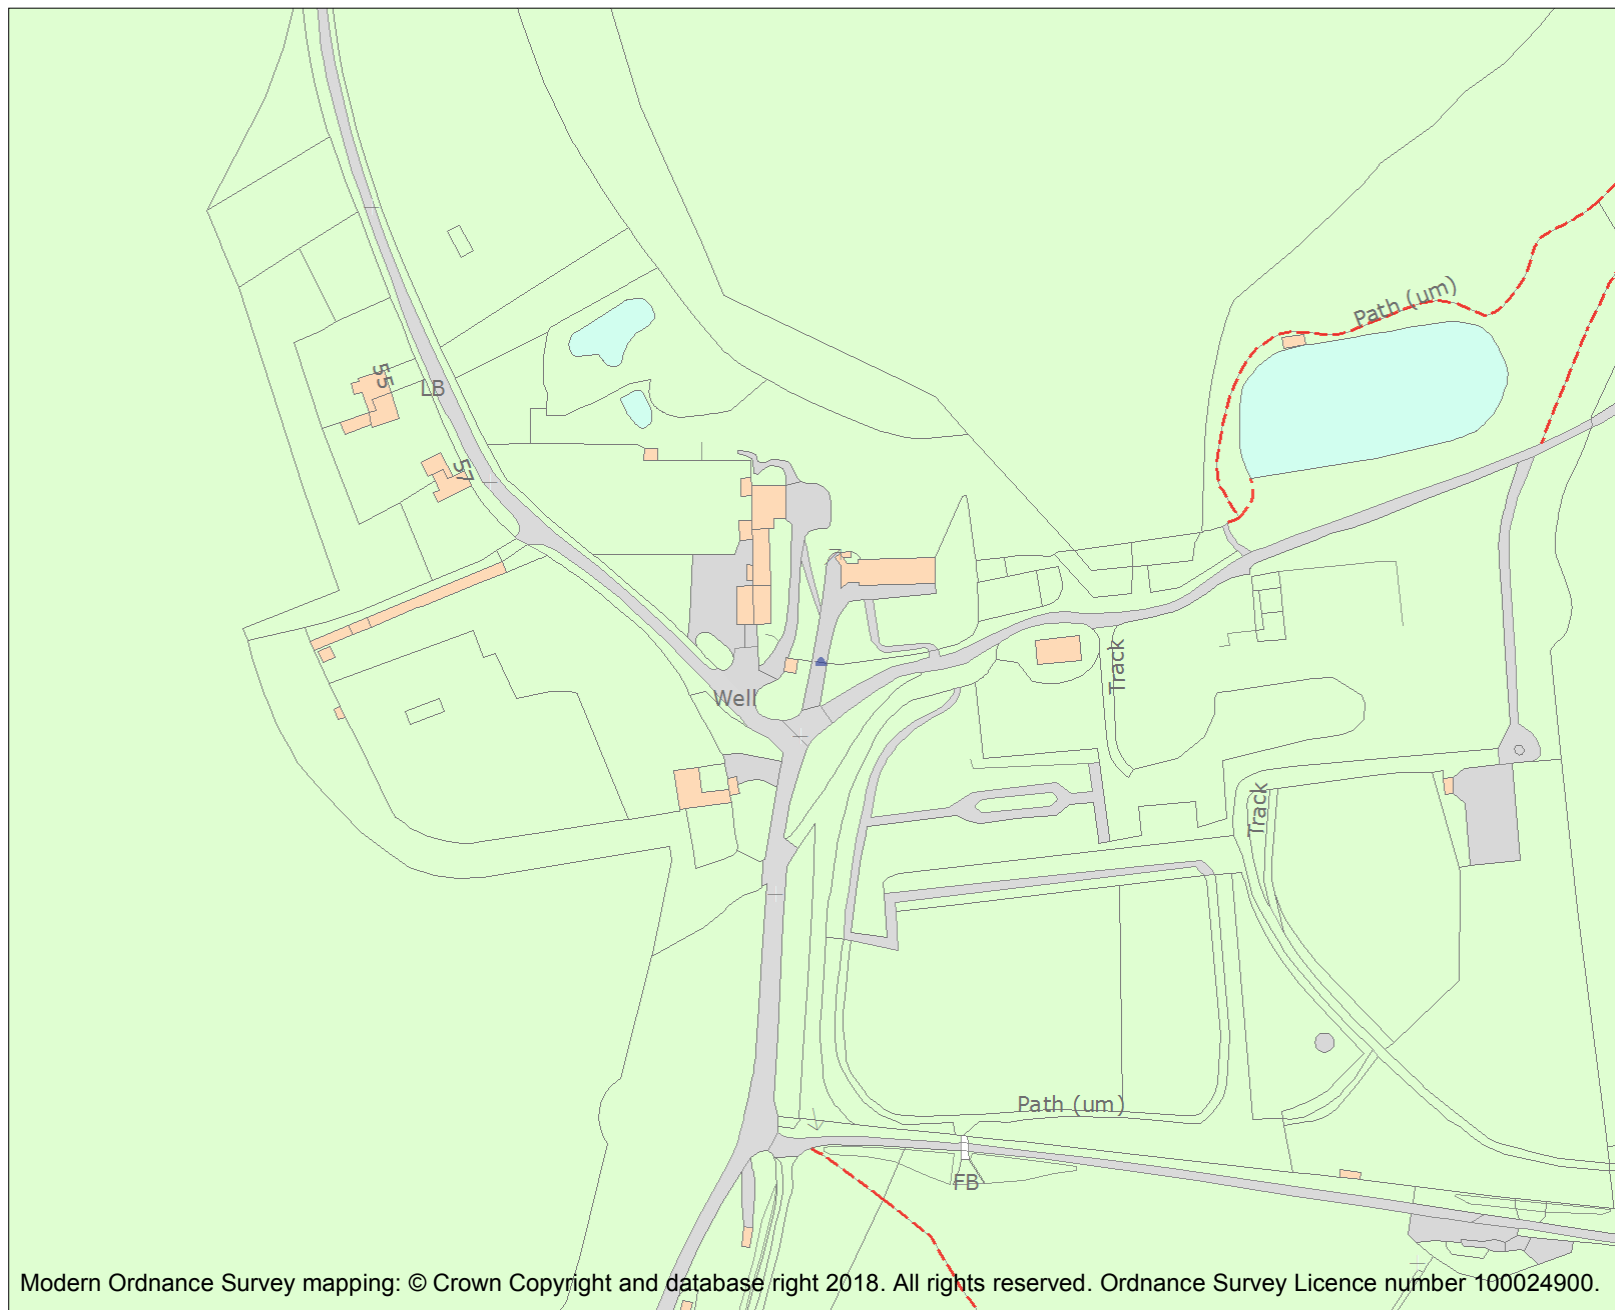 Path (um)
55
LB
57
Track
Well
Track
Path (um)
FB
Modern Ordnance Survey mapping: © Crown Copyright and database right 2018. All rights reserved. Ordnance Survey Licence number 100024900.